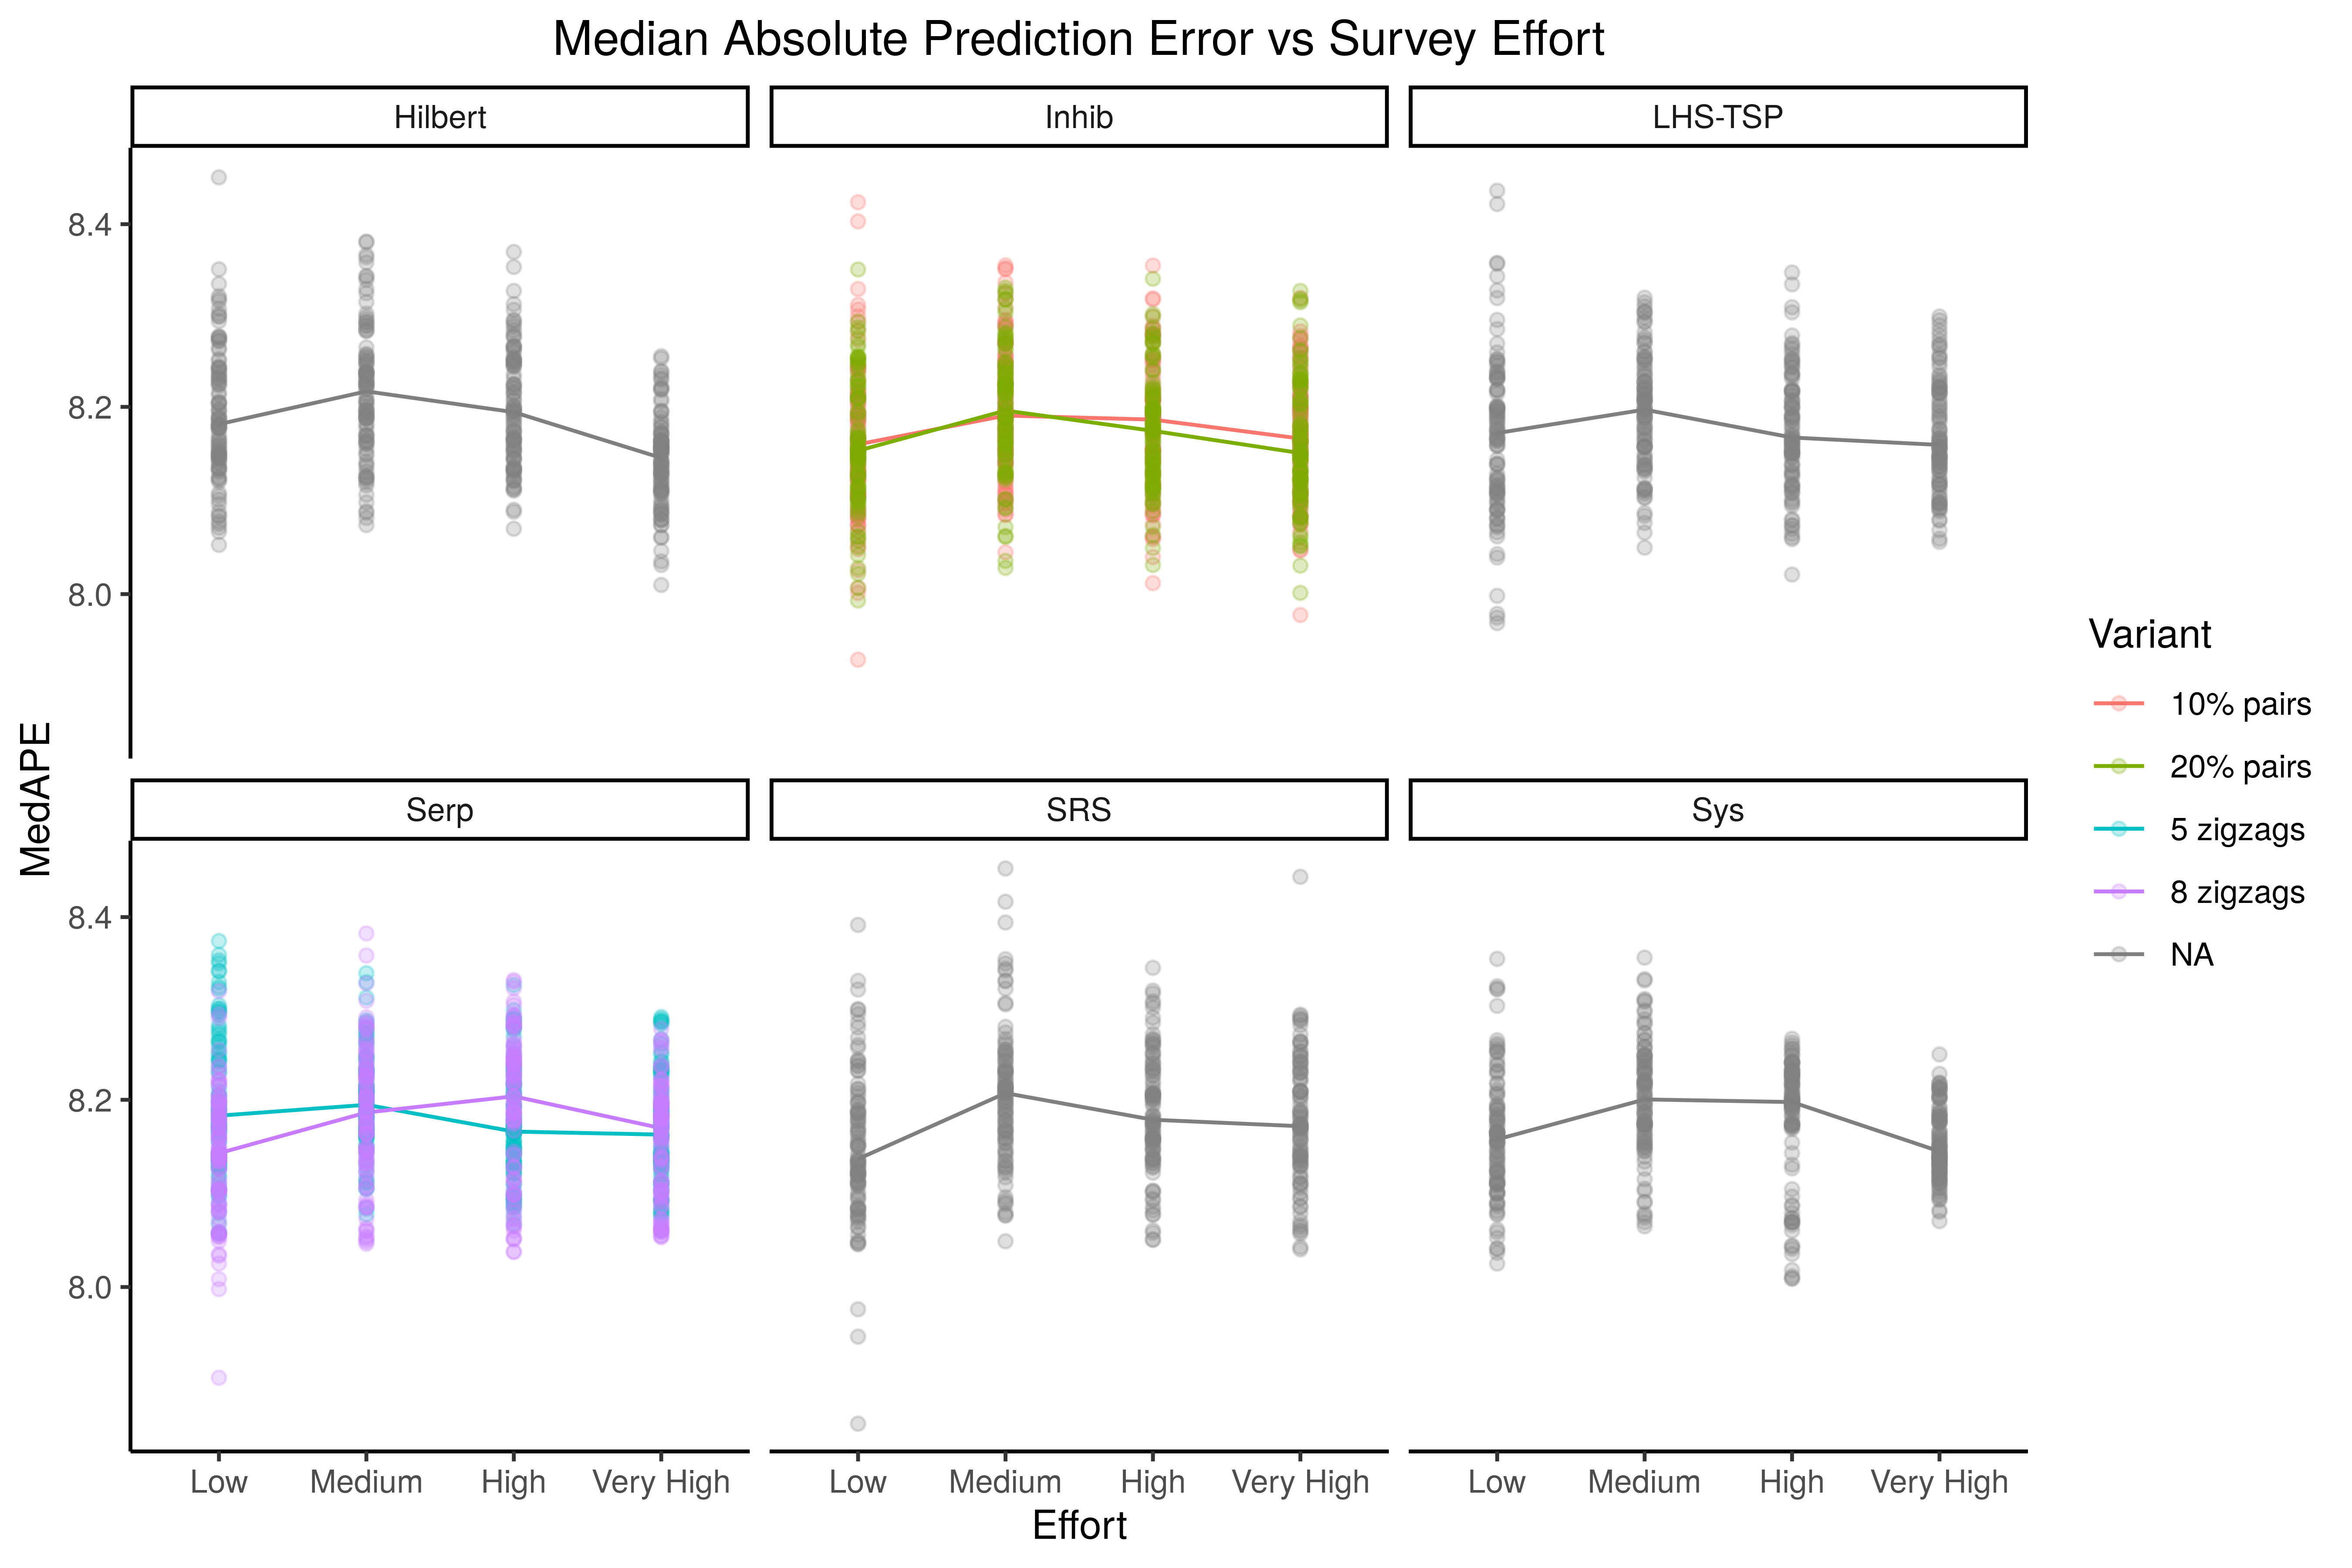 Median Absolute Prediction Error vs Survey Effort
Hilbert
Inhib
LHS-TSP
8.4
8.2
8.0
MedAPE
Serp
SRS
Sys
8.4
8.2
8.0
Low Medium High Very High
Low Medium High Very High
Low Medium High Very High
Effort
Variant
10% pairs
20% pairs
5 zigzags
8 zigzags
NA